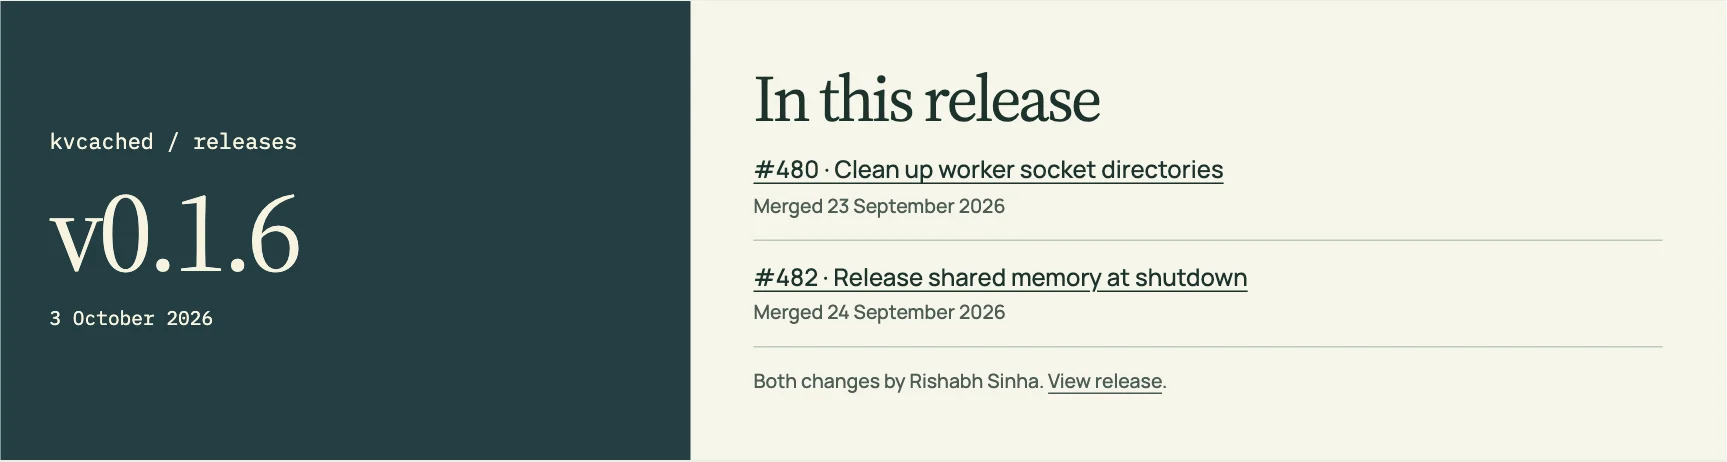 kvcached / releases
v0.1.6
3 October 2026
In this release
#480 · Clean up worker socket directories
Merged 23 September 2026
#482 · Release shared memory at shutdown
Merged 24 September 2026
Both changes by Rishabh Sinha. View release.